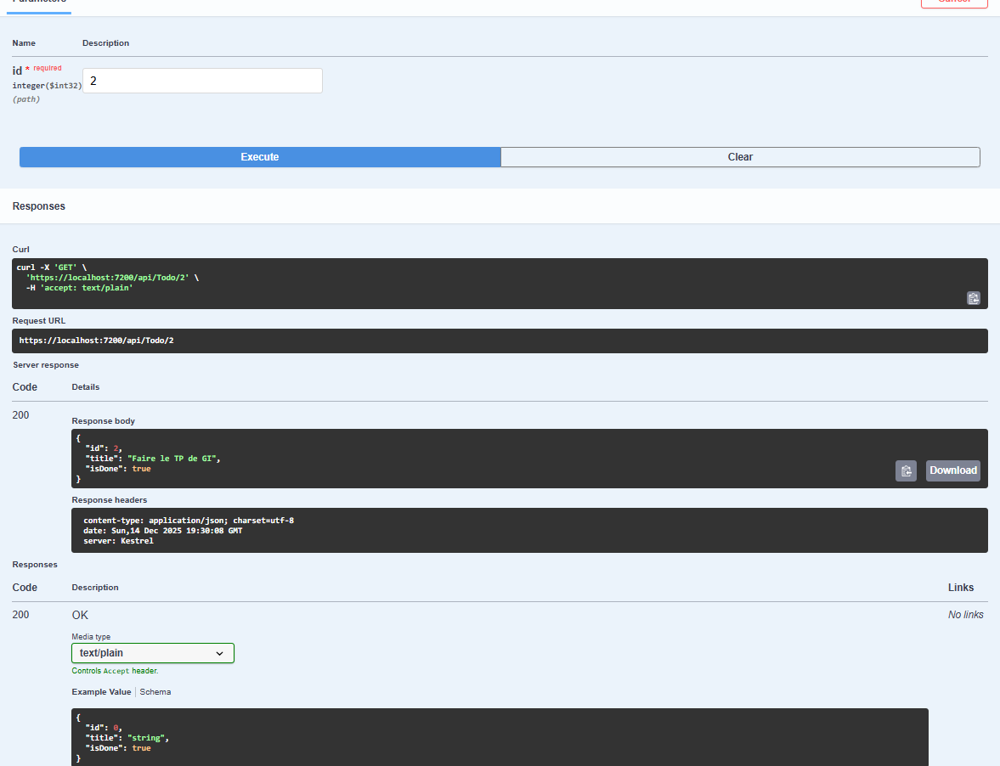 Parameters
Cancel
Name Description
id * required
integer($int32)
(path)
2
Execute Clear
Responses
Curl
curl -X 'GET' \
'https://localhost:7200/api/Todo/2' \
-H 'accept: text/plain'
Request URL
https://localhost:7200/api/Todo/2
Server response
Code Details
200
Response body
{
"id": 2,
"title": "Faire le TP de GI",
"isDone": true
}
Download
Response headers
content-type: application/json; charset=utf-8
date: Sun,14 Dec 2025 19:30:08 GMT
server: Kestrel
Responses
Code Description Links
200 OK No links
Media type
text/plain
Controls Accept header.
Example Value Schema
{
"id": 0,
"title": "string",
"isDone": true
}